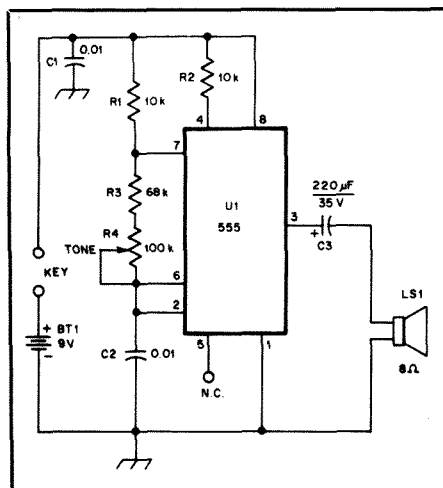 C1
0.01
R1
10k
R2
10k
4
8
7
R3
68k
U1
555
220µF
35V
3
+
C3
R4
100k
TONE
6
2
KEY
LS1
8Ω
+
BT1
9V
-
C2
0.01
5
1
N.C.